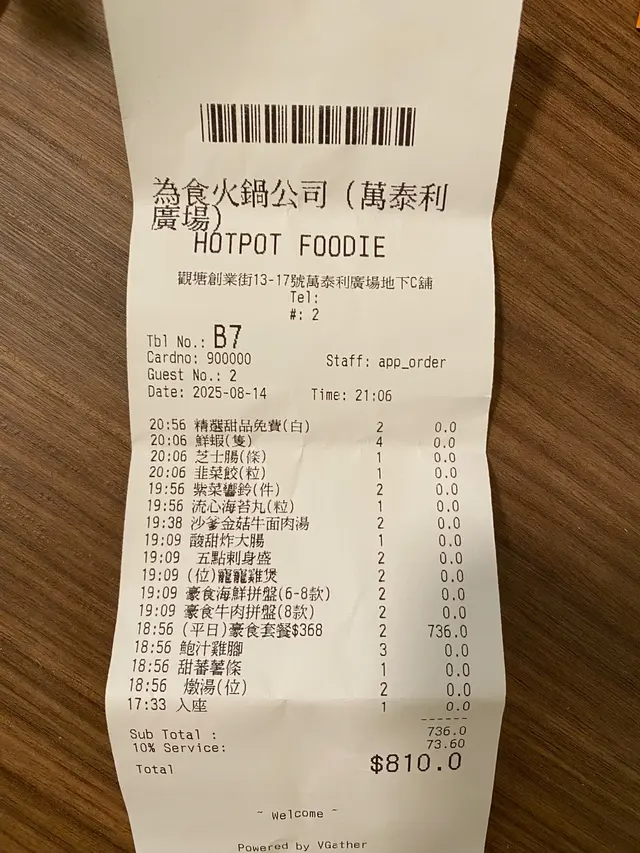 為食火鍋公司 (萬泰利
廣場)
HOTPOT FOODIE
觀塘創業街13-17號萬泰利廣場地下C舖
Tel:
#: 2
Tbl No.: B7
Cardno: 900000 Staff: app_order
Guest No.: 2
Date: 2025-08-14 Time: 21:06
20:56 精選甜品免費(白) 2 0.0
20:06 鮮蝦(隻) 4 0.0
20:06 芝士腸(條) 1 0.0
20:06 韭菜餃(粒) 1 0.0
19:56 紫菜響鈴(件) 2 0.0
19:56 流心海苔丸(粒) 1 0.0
19:38 沙爹金菇牛面肉湯 2 0.0
19:09 酸甜炸大腸 1 0.0
19:09 五點刺身盛 2 0.0
19:09 (位)寵寵雞煲 2 0.0
19:09 豪食海鮮拼盤(6-8款) 2 0.0
19:09 豪食牛肉拼盤(8款) 2 0.0
18:56 (平日)豪食套餐$368 2 736.0
18:56 鮑汁雞腳 3 0.0
18:56 甜蕃薯條 1 0.0
18:56 燉湯(位) 2 0.0
17:33 入座 1 0.0
------
Sub Total : 736.0
10% Service: 73.60
Total $810.0
~ Welcome ~
Powered by VGather